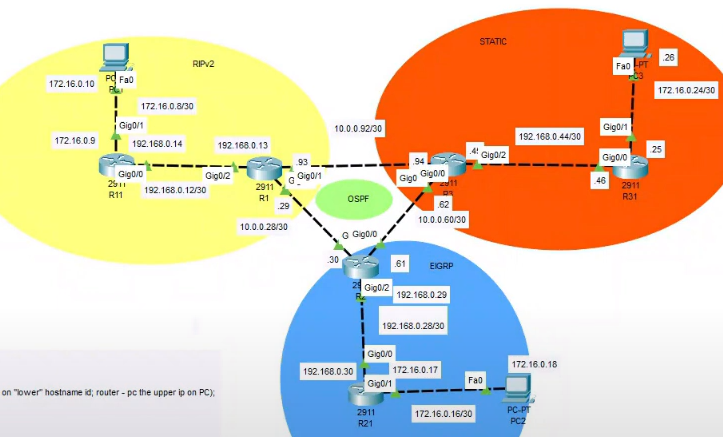 RIPv2
172.16.0.10
Fa0
172.16.0.8/30
Gig0/1
172.16.0.9
192.168.0.14
Gig0/0
2911
R11
192.168.0.12/30
192.168.0.13
Gig0/2
2911
R1
.93
Gig0/1
.29
10.0.0.92/30
OSPF
10.0.0.28/30
10.0.0.60/30
STATIC
.26
-PT
Fa0
PC3
172.16.0.24/30
Gig0/1
.25
192.168.0.44/30
.94
Gig0/2
Gig0/0
2911
R3
.62
Gig0/0
.46
2911
R31
Gig0/0
.30
.61
EIGRP
Gig0/2
192.168.0.29
192.168.0.28/30
Gig0/0
192.168.0.30
172.16.0.17
Gig0/1
2911
R21
Fa0
172.16.0.18
PC-PT
PC2
172.16.0.16/30
on "lower" hostname id; router - pc the upper ip on PC);